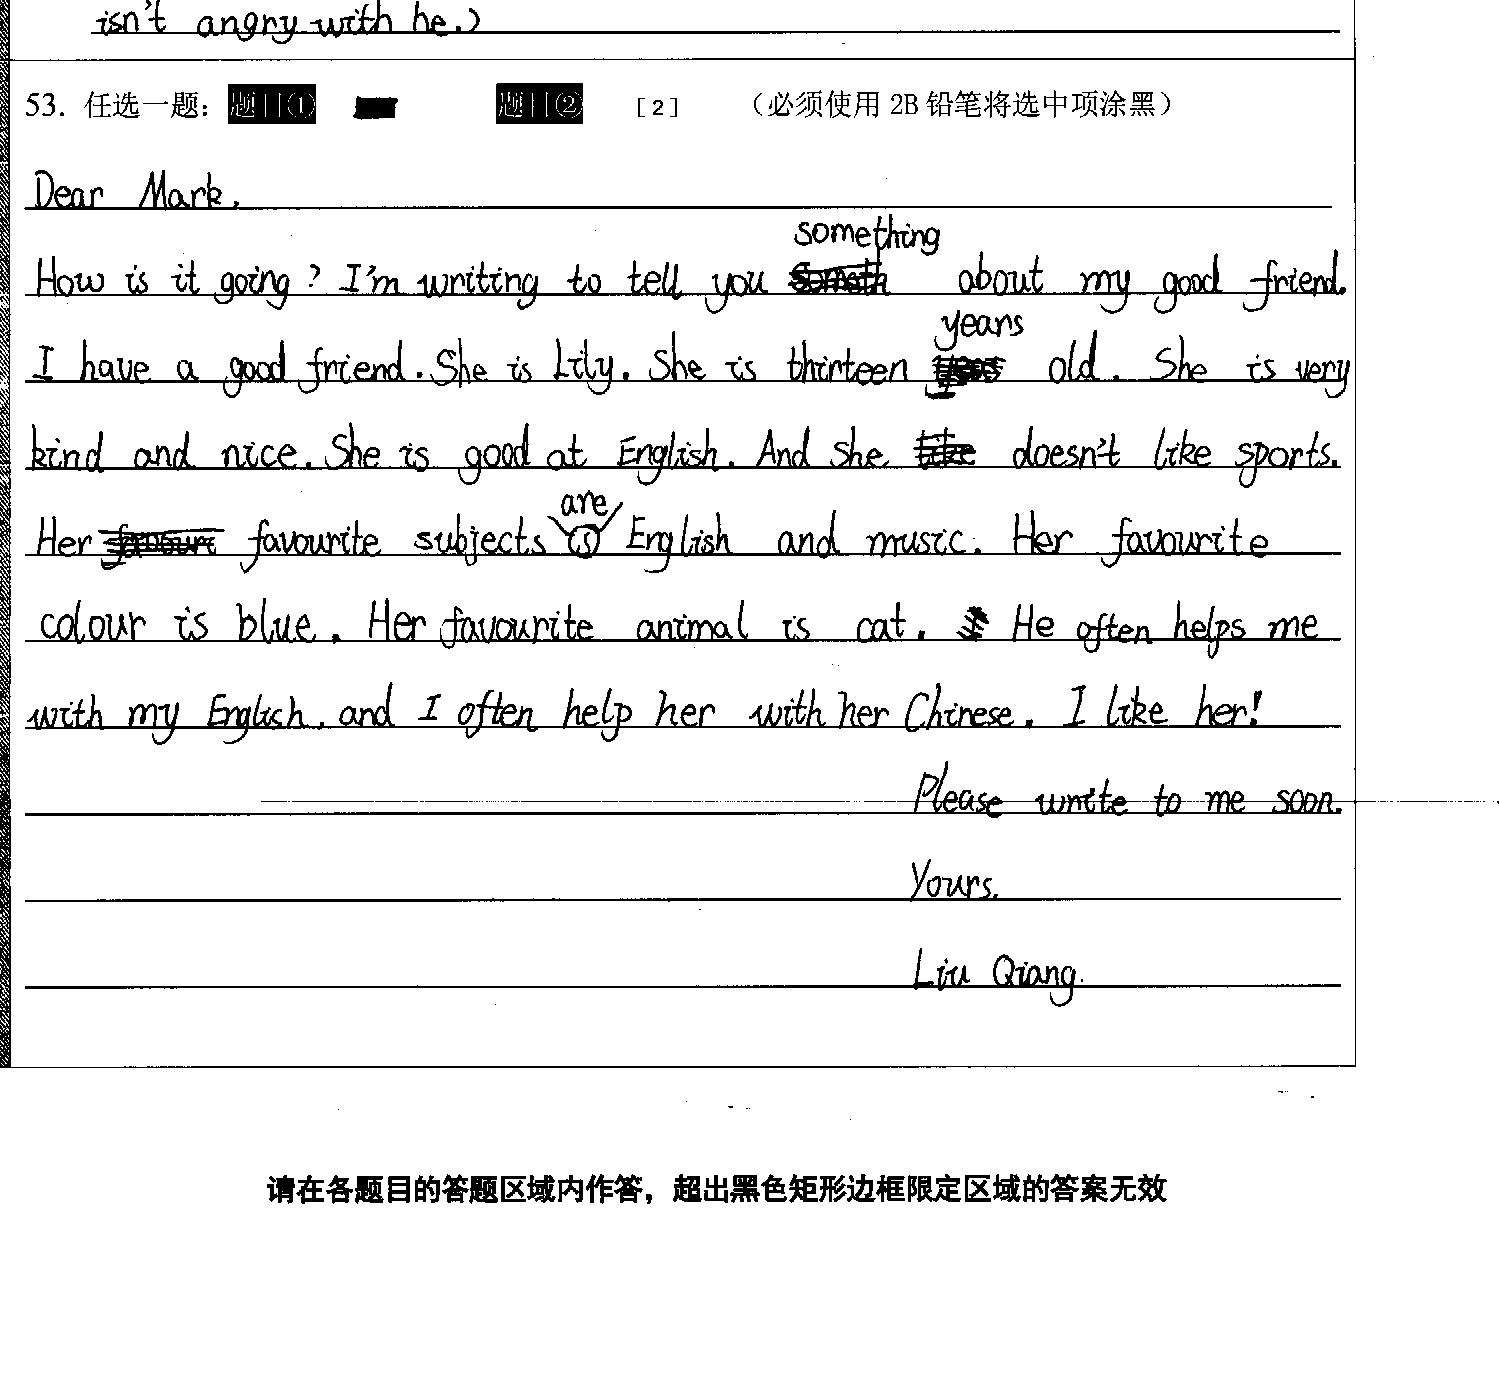 isn't angry with he.)
53. 任选一题： 题目① 题目② [2] （必须使用 2B 铅笔将选中项涂黑）
Dear Mark,
How is it going? I'm writing to tell you something about my good friend.
I have a good friend. She is Lily. She is thirteen years old. She is very
kind and nice. She is good at English. And she doesn't like sports.
Her favourite subjects are English and music. Her favourite
colour is blue. Her favourite animal is cat. He often helps me
with my English. and I often help her with her Chinese. I like her!
Please write to me soon.
Yours.
Liu Qiang.
请在各题目的答题区域内作答，超出黑色矩形边框限定区域的答案无效